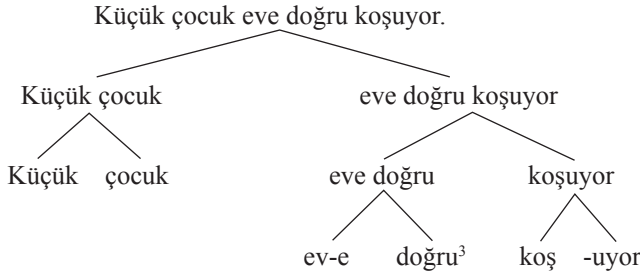 Küçük çocuk eve doğru koşuyor.
Küçük çocuk eve doğru koşuyor
Küçük çocuk eve doğru koşuyor
ev-e doğru³ koş -uyor